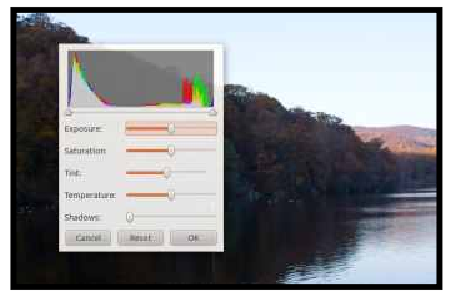 Exposure:
Saturation:
Tint:
Temperature:
Shadows:
Cancel
Reset
OK